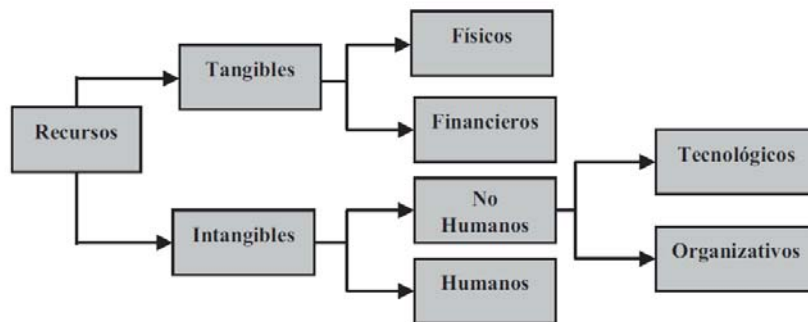 Físicos
Tangibles
Recursos
Financieros
Tecnológicos
No
Humanos
Intangibles
Organizativos
Humanos